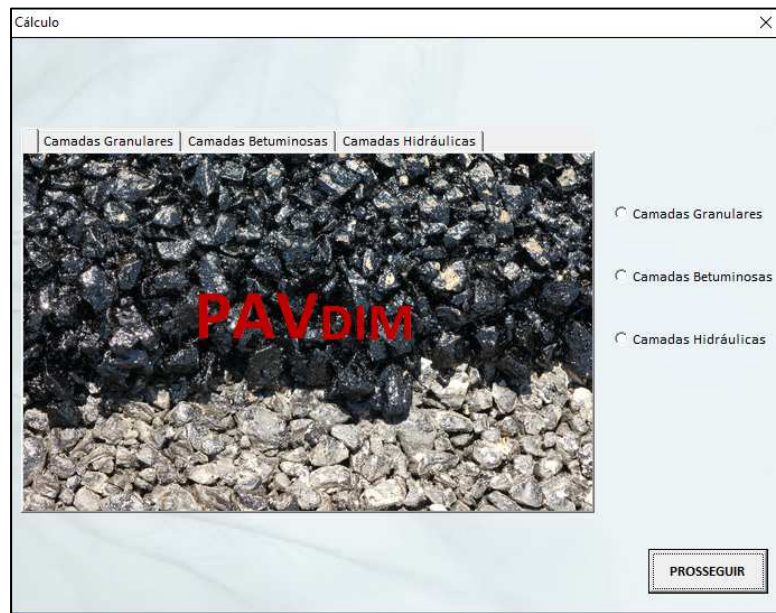 Cálculo
Camadas Granulares
Camadas Betuminosas
Camadas Hidráulicas
PAVDIM
Camadas Granulares
Camadas Betuminosas
Camadas Hidráulicas
PROSSEGUIR